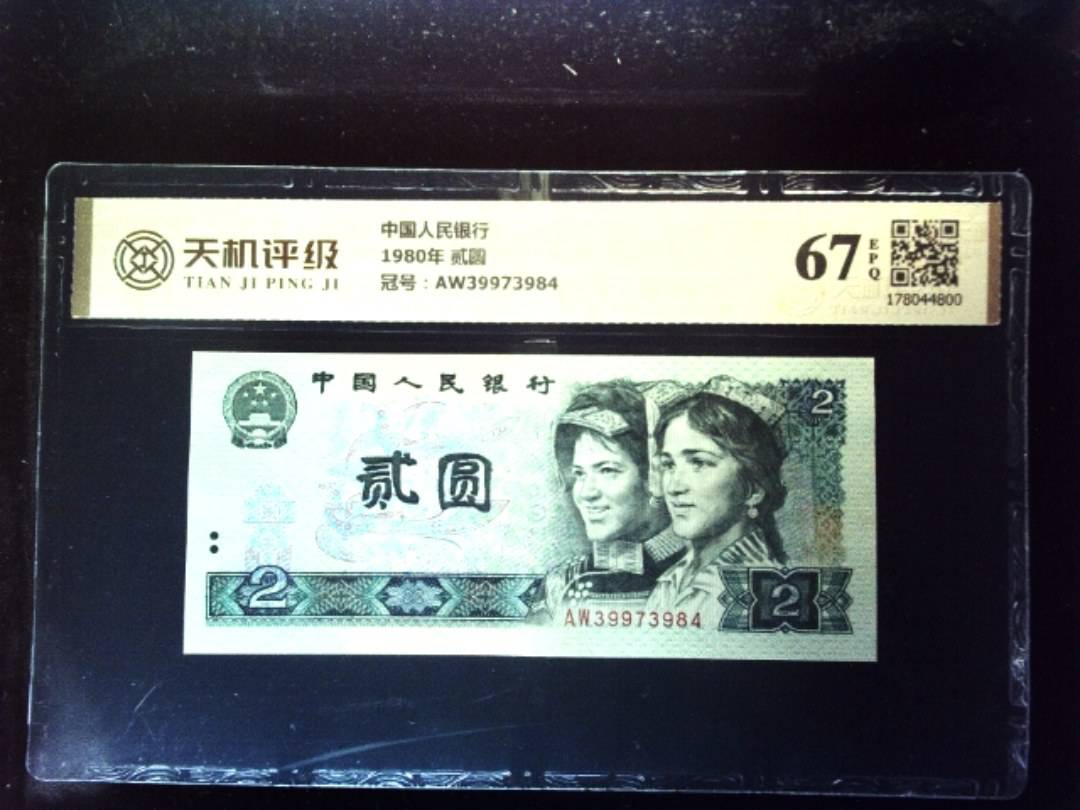 天机评级
TIAN JI PING JI
中国人民银行
1980年 贰圆
冠号：AW39973984
67
EPQ
178044800
中国人民银行
2
贰圆
2
AW39973984
2